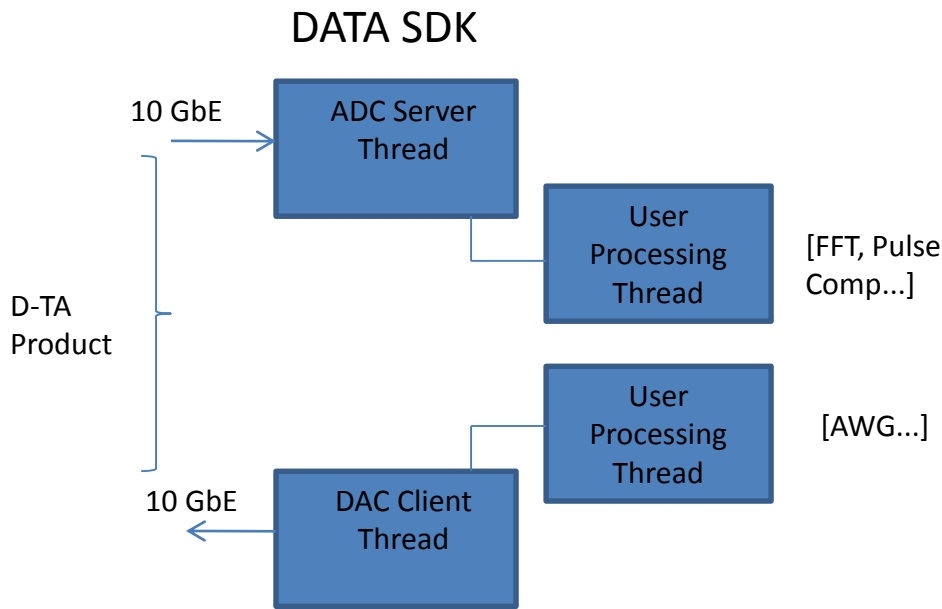 DATA SDK
10 GbE
ADC Server
Thread
User
Processing
Thread
[FFT, Pulse
Comp...]
D-TA
Product
User
Processing
Thread
[AWG...]
10 GbE
DAC Client
Thread